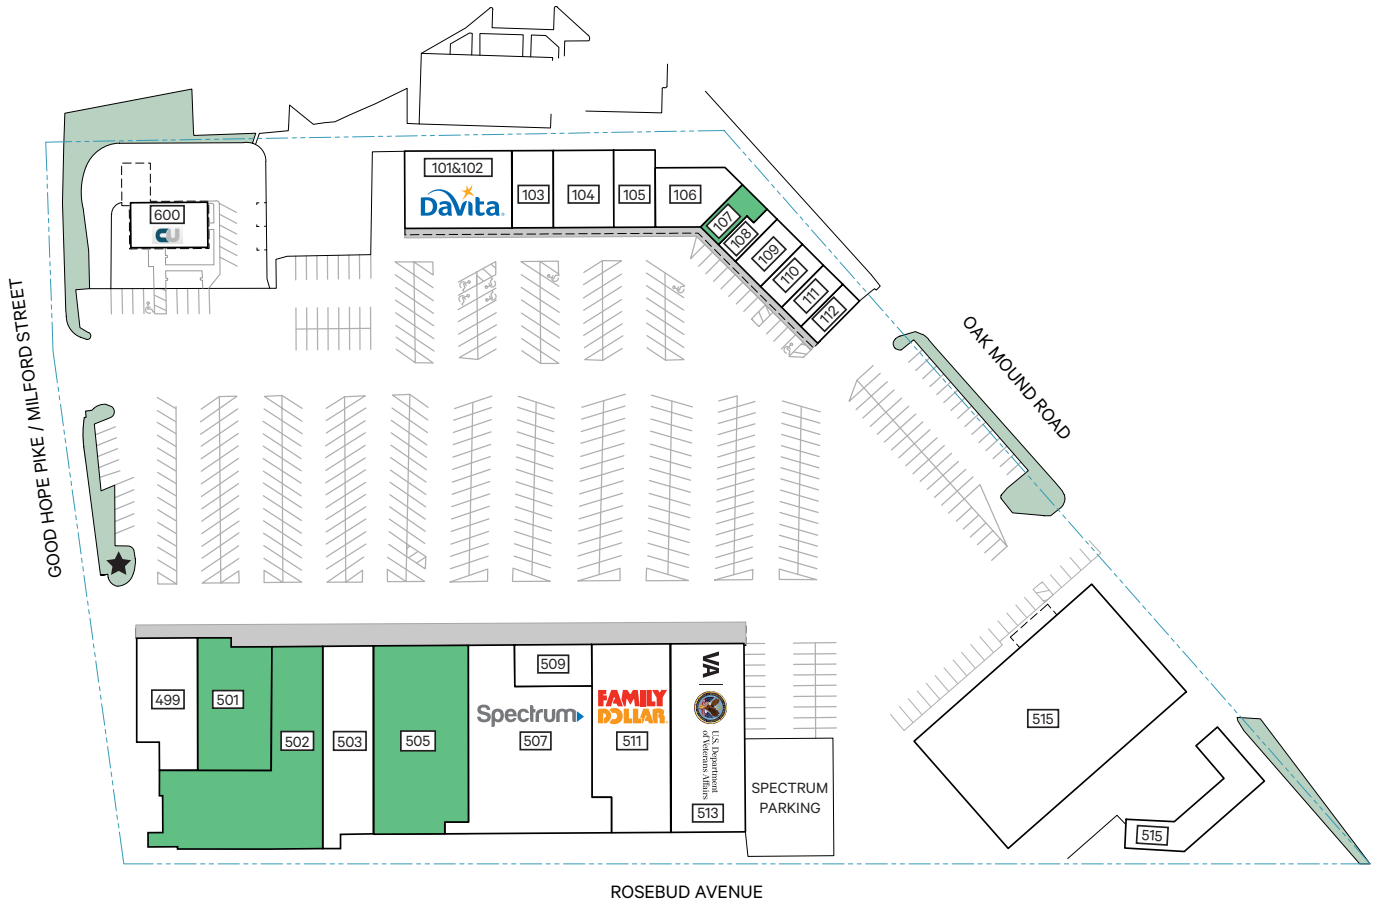 101&102
DaVita.
103
104
105
106
107
108
109
110
111
112
600
CU
GOOD HOPE PIKE / MILFORD STREET
OAK MOUND ROAD
499
501
502
503
505
Spectrum
507
509
FAMILY
DOLLAR
511
VA
U.S. Department
of Veterans Affairs
513
SPECTRUM
PARKING
515
515
ROSEBUD AVENUE